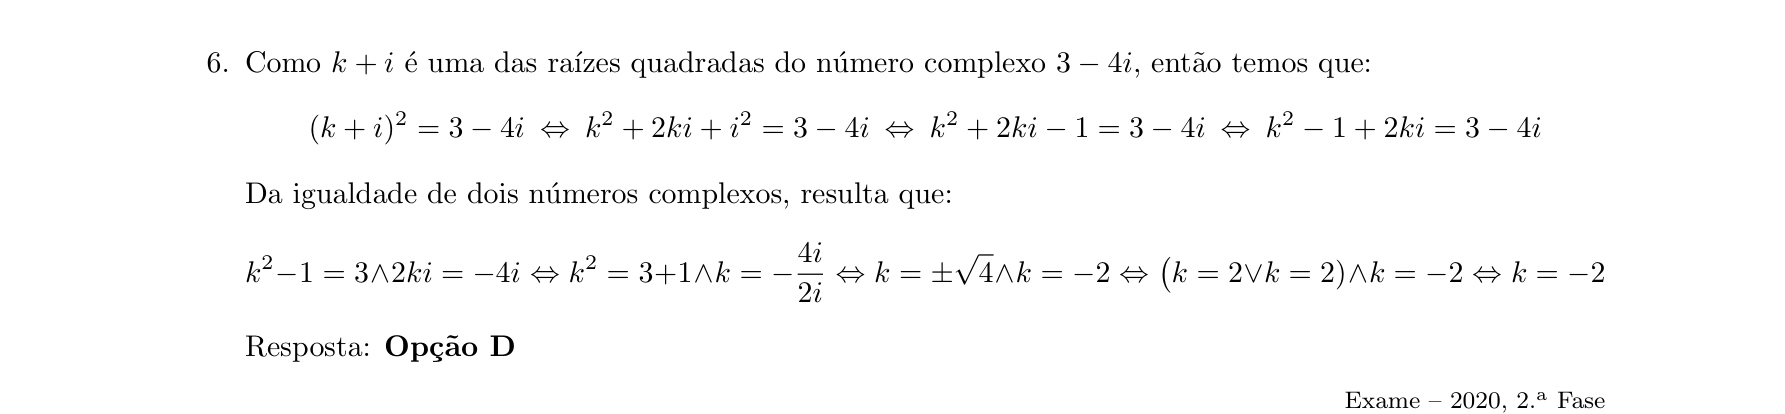 6. Como k + i é uma das raízes quadradas do número complexo 3 − 4i, então temos que:
(k + i)² = 3 − 4i ⇔ k² + 2ki + i² = 3 − 4i ⇔ k² + 2ki − 1 = 3 − 4i ⇔ k² − 1 + 2ki = 3 − 4i
Da igualdade de dois números complexos, resulta que:
k²−1 = 3∧2ki = −4i ⇔ k² = 3+1∧k = −4i/2i ⇔ k = ±√4∧k = −2 ⇔ (k = 2∨k = 2)∧k = −2 ⇔ k = −2
Resposta: Opção D
Exame – 2020, 2.ª Fase